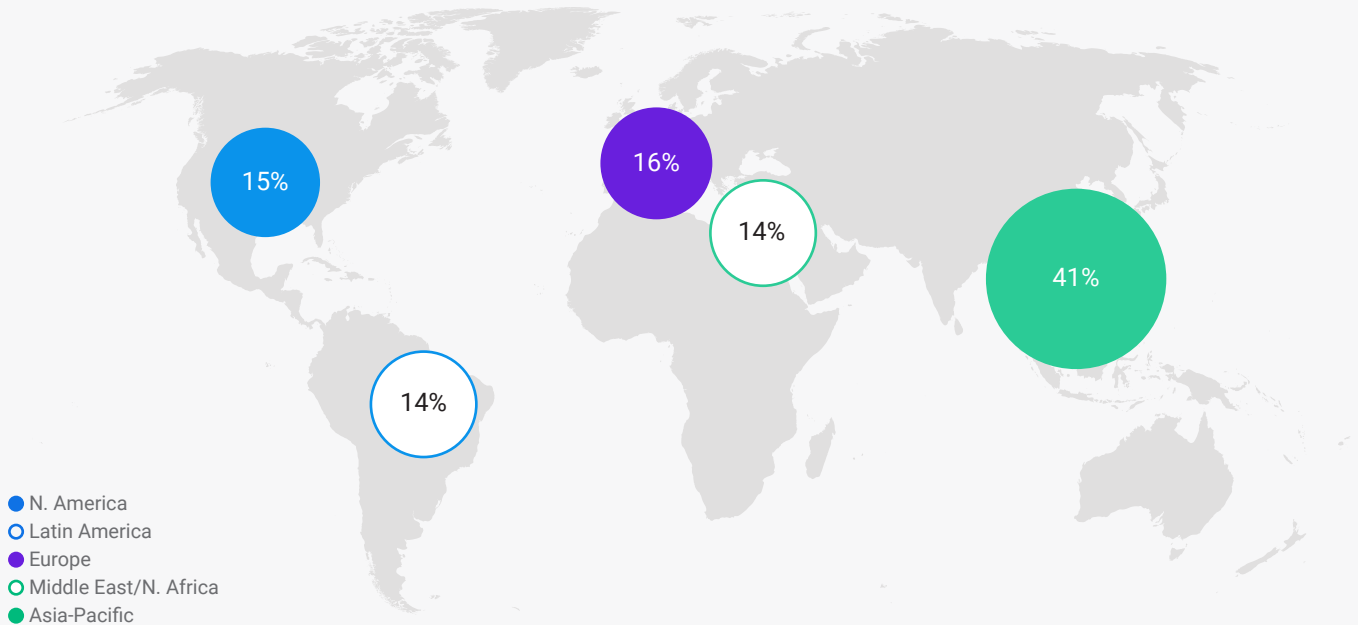 15%
16%
14%
41%
14%
N. America
Latin America
Europe
Middle East/N. Africa
Asia-Pacific